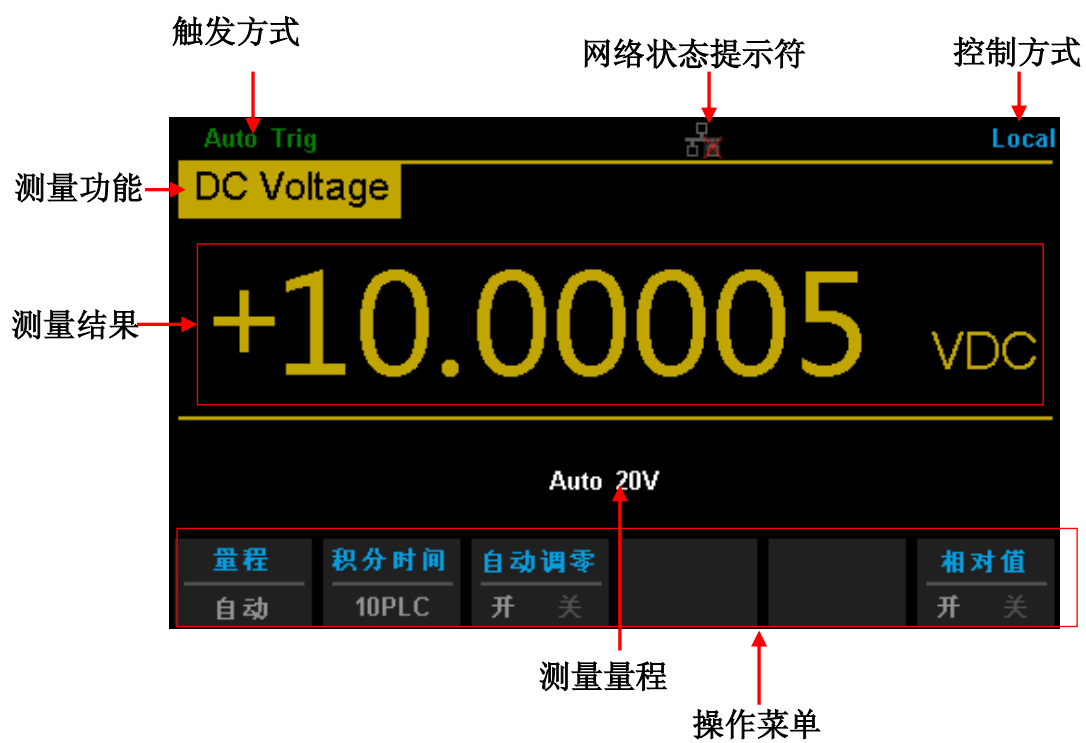 触发方式
网络状态提示符
控制方式
Auto Trig
Local
测量功能
DC Voltage
测量结果
+10.00005 VDC
Auto 20V
量程
积分时间
自动调零
相对值
自动
10PLC
开 关
开 关
测量量程
操作菜单